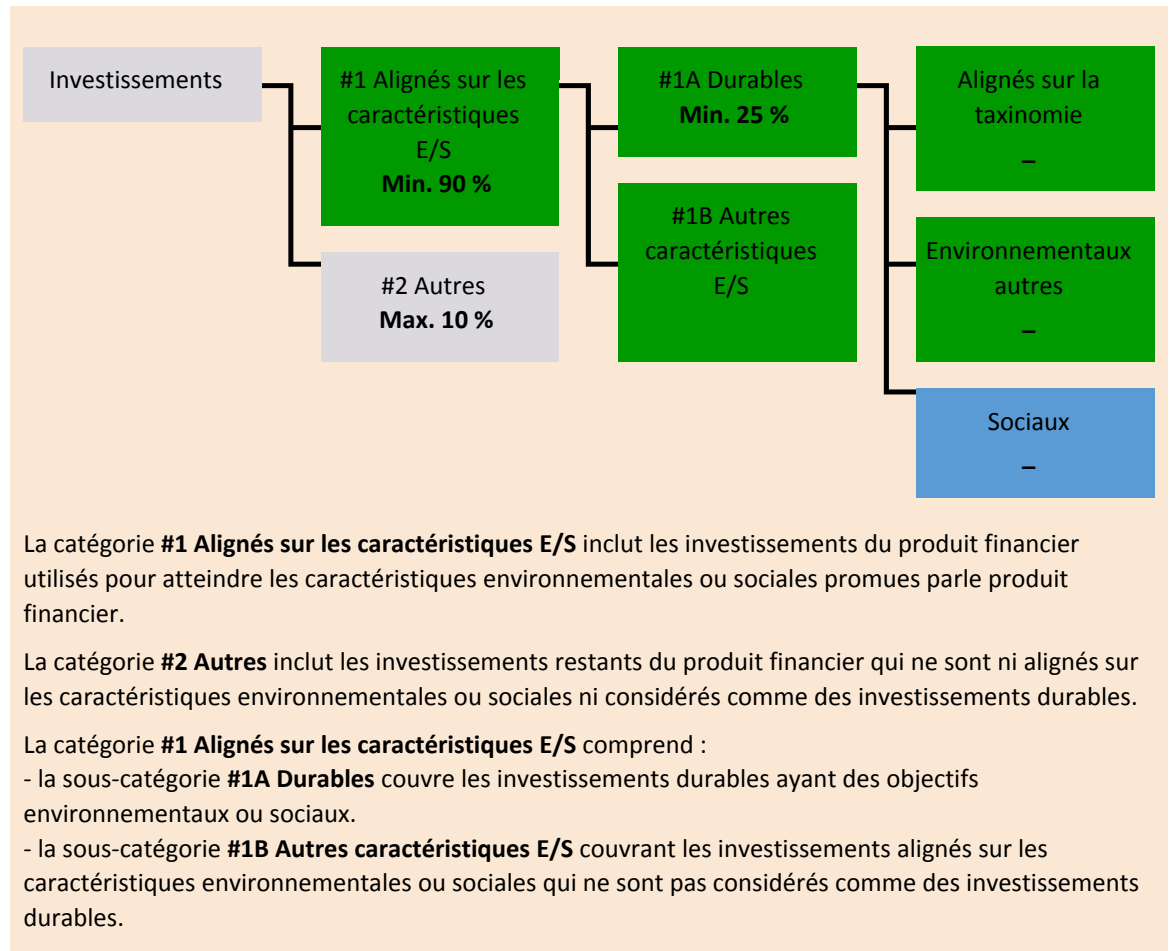 Investissements
#1 Alignés sur les
caractéristiques
E/S
Min. 90 %
#2 Autres
Max. 10 %
#1A Durables
Min. 25 %
#1B Autres
caractéristiques
E/S
Alignés sur la
taxinomie
–
Environnementaux
autres
–
Sociaux
–
La catégorie #1 Alignés sur les caractéristiques E/S inclut les investissements du produit financier
utilisés pour atteindre les caractéristiques environnementales ou sociales promues parle produit
financier.
La catégorie #2 Autres inclut les investissements restants du produit financier qui ne sont ni alignés sur
les caractéristiques environnementales ou sociales ni considérés comme des investissements durables.
La catégorie #1 Alignés sur les caractéristiques E/S comprend :
- la sous-catégorie #1A Durables couvre les investissements durables ayant des objectifs
environnementaux ou sociaux.
- la sous-catégorie #1B Autres caractéristiques E/S couvrant les investissements alignés sur les
caractéristiques environnementales ou sociales qui ne sont pas considérés comme des investissements
durables.